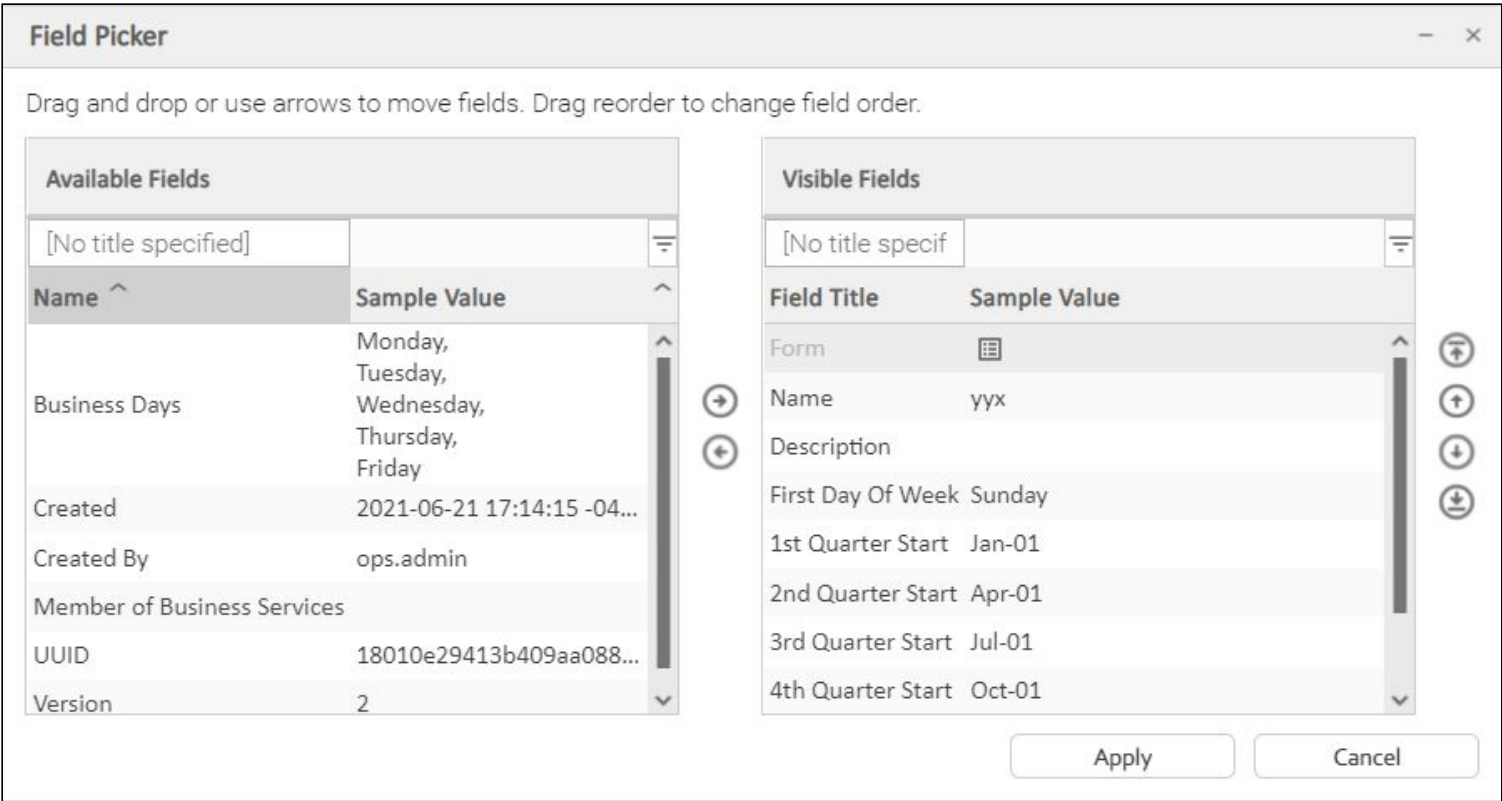 Field Picker
Drag and drop or use arrows to move fields. Drag reorder to change field order.
Available Fields
[No title specified]
Name Sample Value
Business Days
Monday,
Tuesday,
Wednesday,
Thursday,
Friday
Created 2021-06-21 17:14:15 -04...
Created By ops.admin
Member of Business Services
UUID 18010e29413b409aa088...
Version 2
Visible Fields
[No title specif
Field Title Sample Value
Form
Name yyx
Description
First Day Of Week Sunday
1st Quarter Start Jan-01
2nd Quarter Start Apr-01
3rd Quarter Start Jul-01
4th Quarter Start Oct-01
Apply Cancel